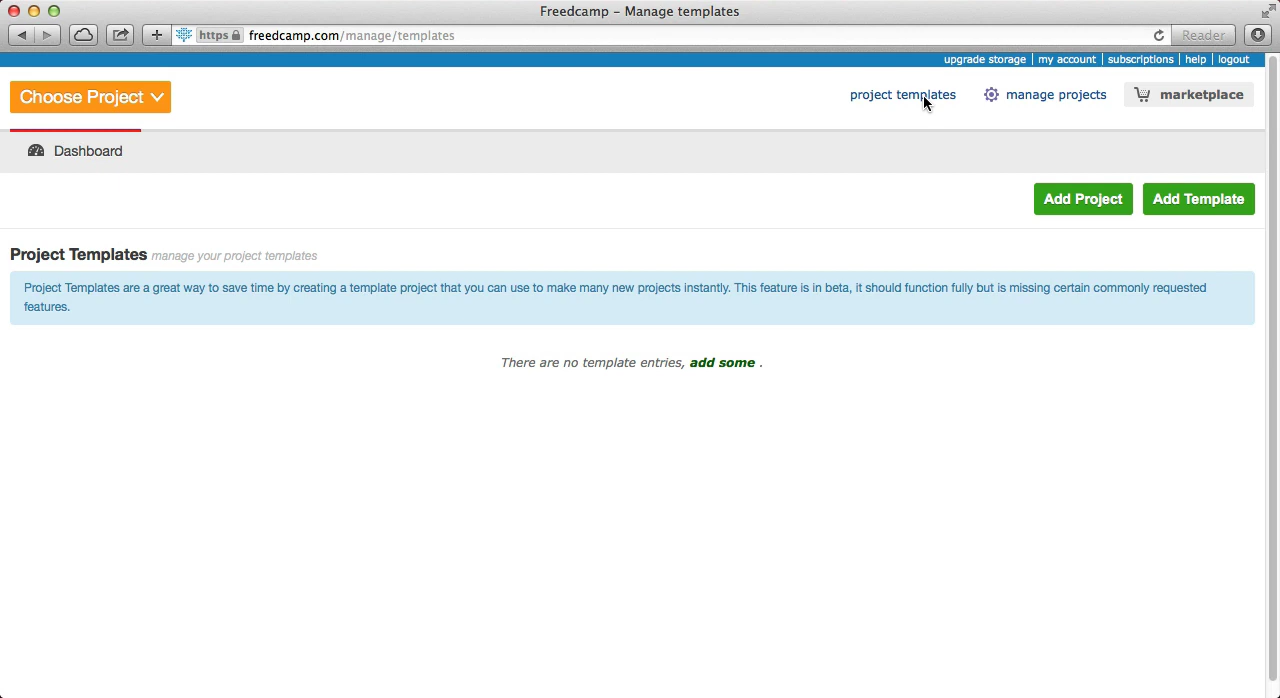 Freedcamp – Manage templates
https freedcamp.com/manage/templates Reader
upgrade storage | my account | subscriptions | help | logout
Choose Project project templates manage projects marketplace
Dashboard
Add Project Add Template
Project Templates manage your project templates
Project Templates are a great way to save time by creating a template project that you can use to make many new projects instantly. This feature is in beta, it should function fully but is missing certain commonly requested
features.
There are no template entries, add some .